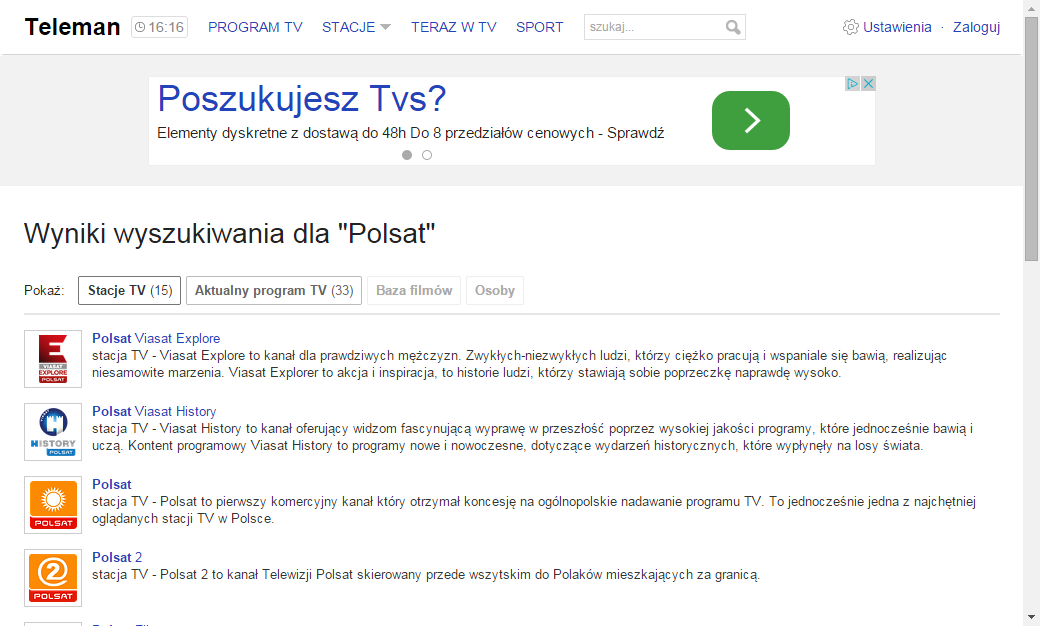 Teleman 16:16 PROGRAM TV STACJE TERAZ W TV SPORT szukaj... Ustawienia · Zaloguj
Poszukujesz Tvs?
Elementy dyskretne z dostawą do 48h Do 8 przedziałów cenowych - Sprawdź
Wyniki wyszukiwania dla "Polsat"
Pokaż: Stacje TV (15) Aktualny program TV (33) Baza filmów Osoby
Polsat Viasat Explore
stacja TV - Viasat Explore to kanał dla prawdziwych mężczyzn. Zwykłych-niezwykłych ludzi, którzy ciężko pracują i wspaniale się bawią, realizując
niesamowite marzenia. Viasat Explorer to akcja i inspiracja, to historie ludzi, którzy stawiają sobie poprzeczkę naprawdę wysoko.
VIASAT
EXPLORE
POLSAT
Polsat Viasat History
stacja TV - Viasat History to kanał oferujący widzom fascynującą wyprawę w przeszłość poprzez wysokiej jakości programy, które jednocześnie bawią i
uczą. Kontent programowy Viasat History to programy nowe i nowoczesne, dotyczące wydarzeń historycznych, które wypłynęły na losy świata.
HISTORY
POLSAT
Polsat
stacja TV - Polsat to pierwszy komercyjny kanał który otrzymał koncesję na ogólnopolskie nadawanie programu TV. To jednocześnie jedna z najchętniej
oglądanych stacji TV w Polsce.
POLSAT
Polsat 2
stacja TV - Polsat 2 to kanał Telewizji Polsat skierowany przede wszytskim do Polaków mieszkających za granicą.
2
POLSAT